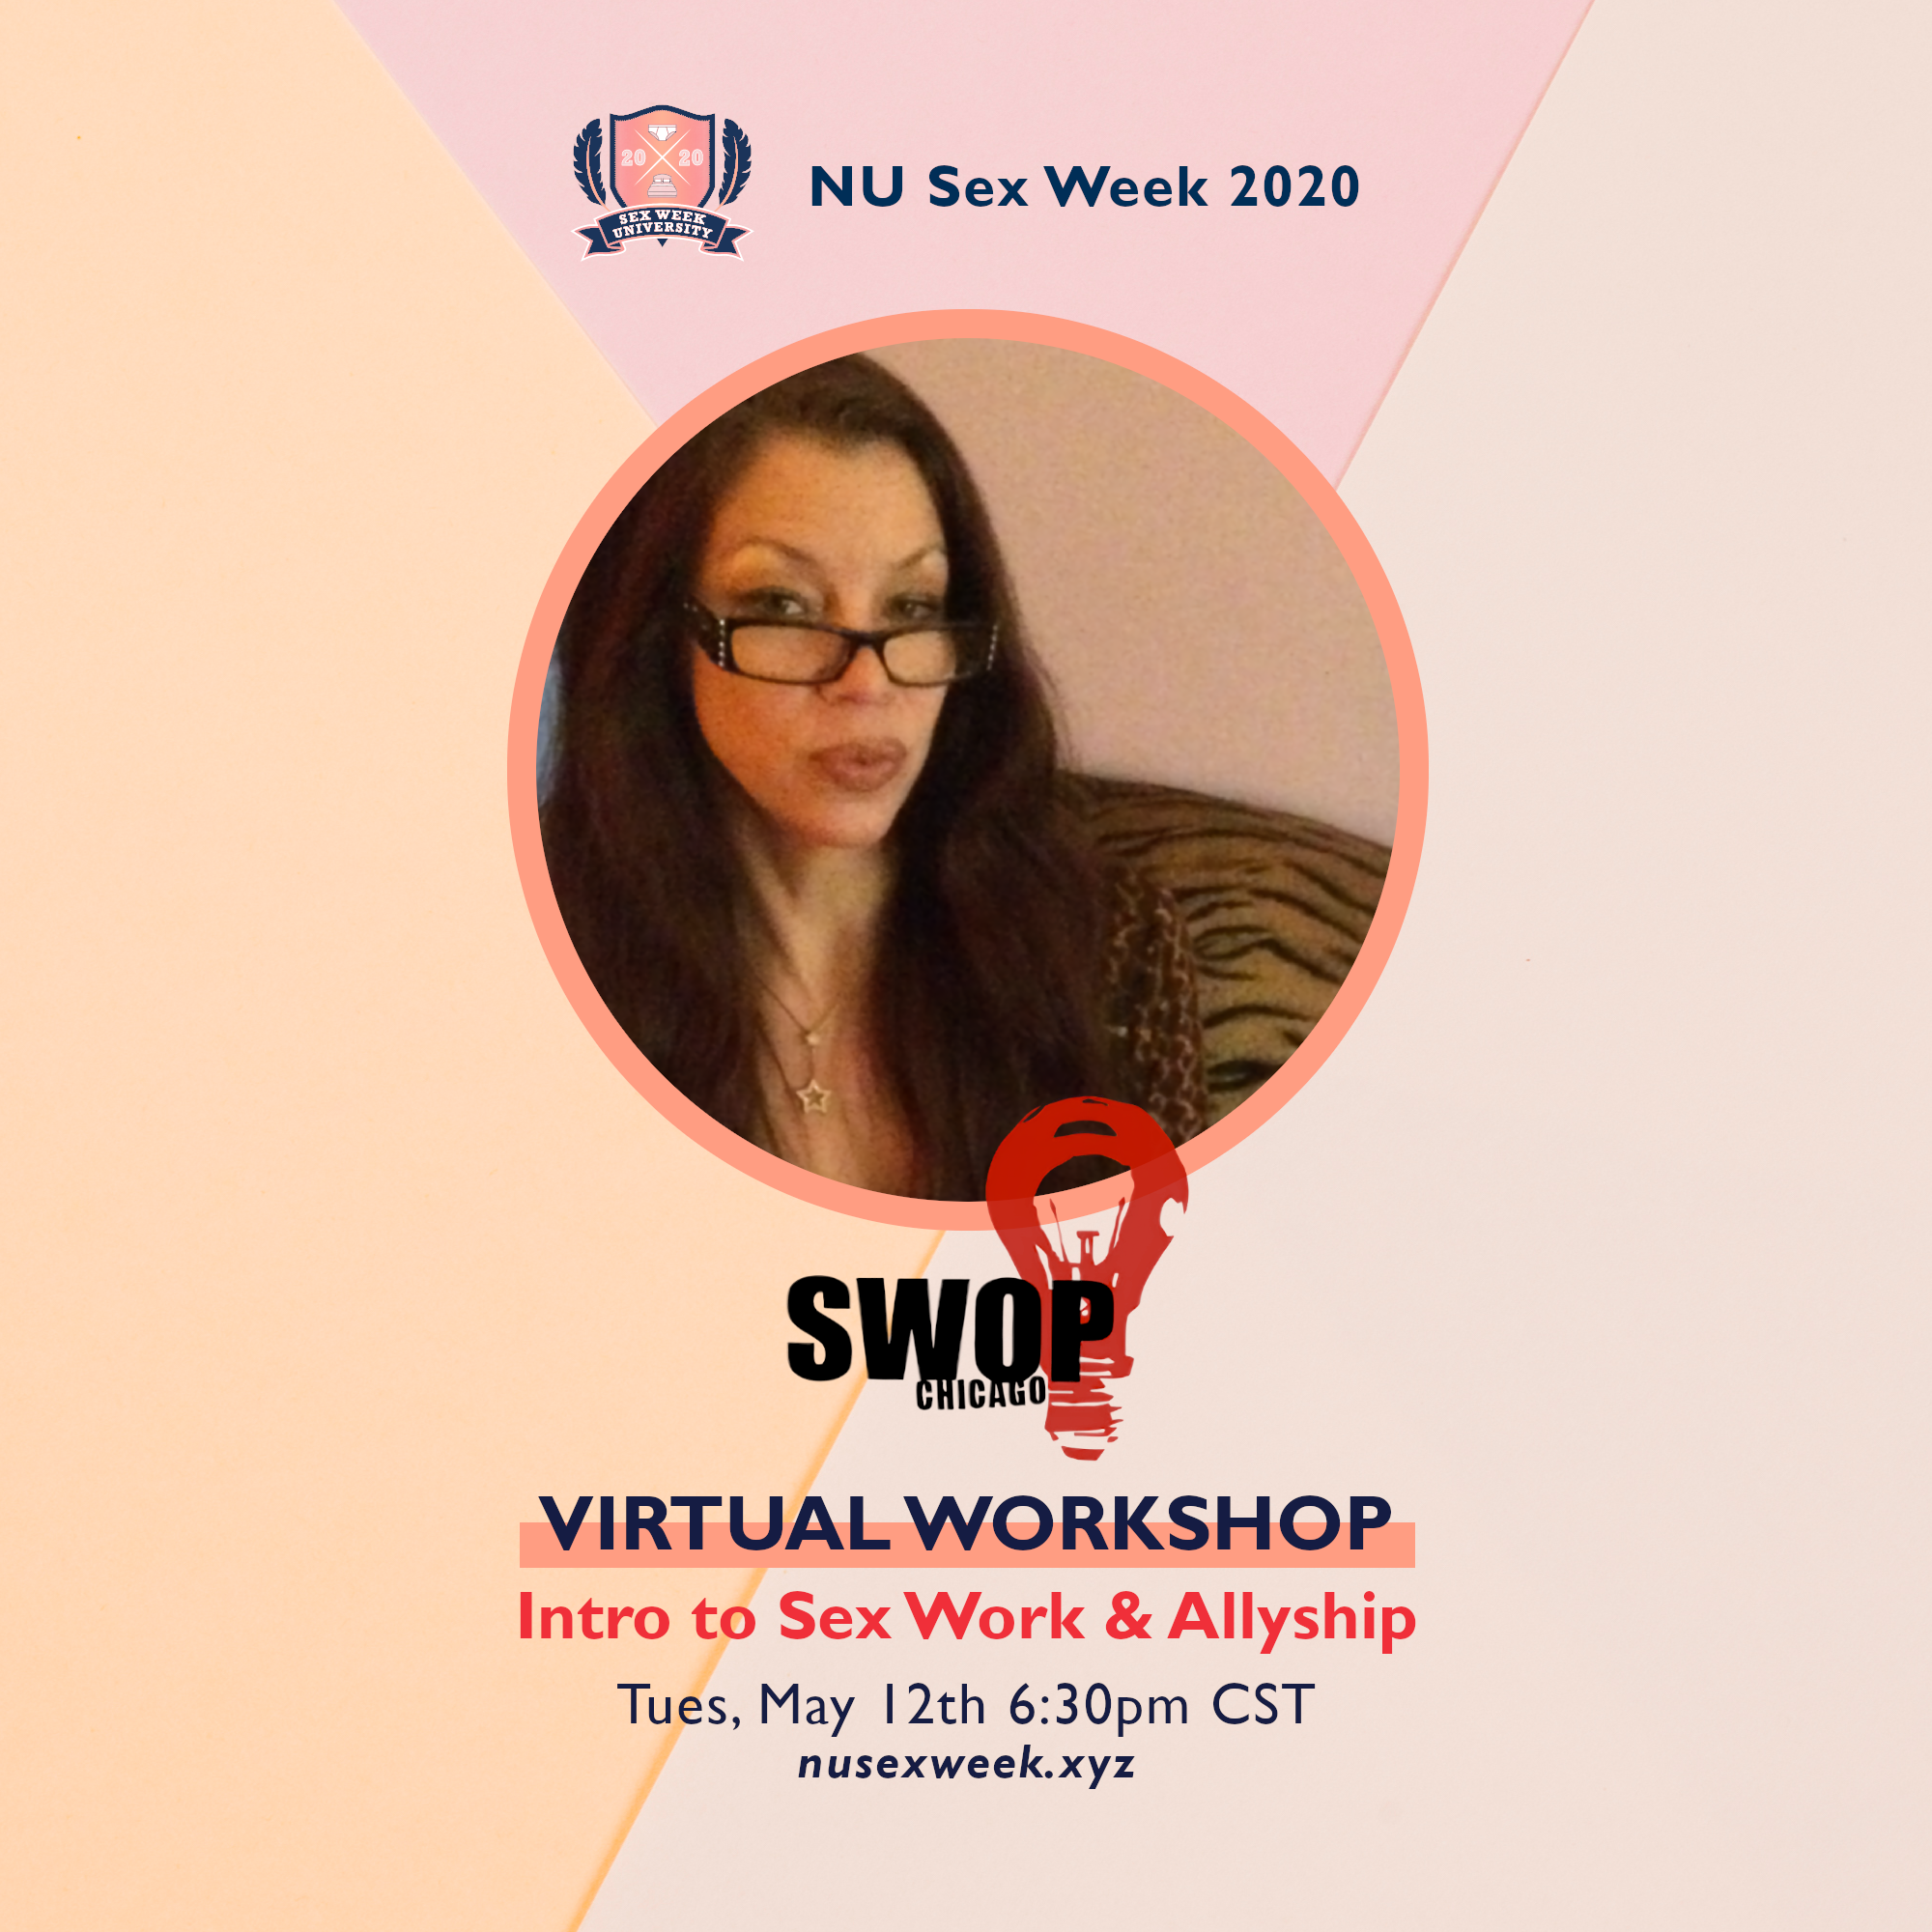 20 20
SEX WEEK
UNIVERSITY
NU Sex Week 2020
SWOP
CHICAGO
VIRTUAL WORKSHOP
Intro to Sex Work & Allyship
Tues, May 12th 6:30pm CST
nusexweek.xyz